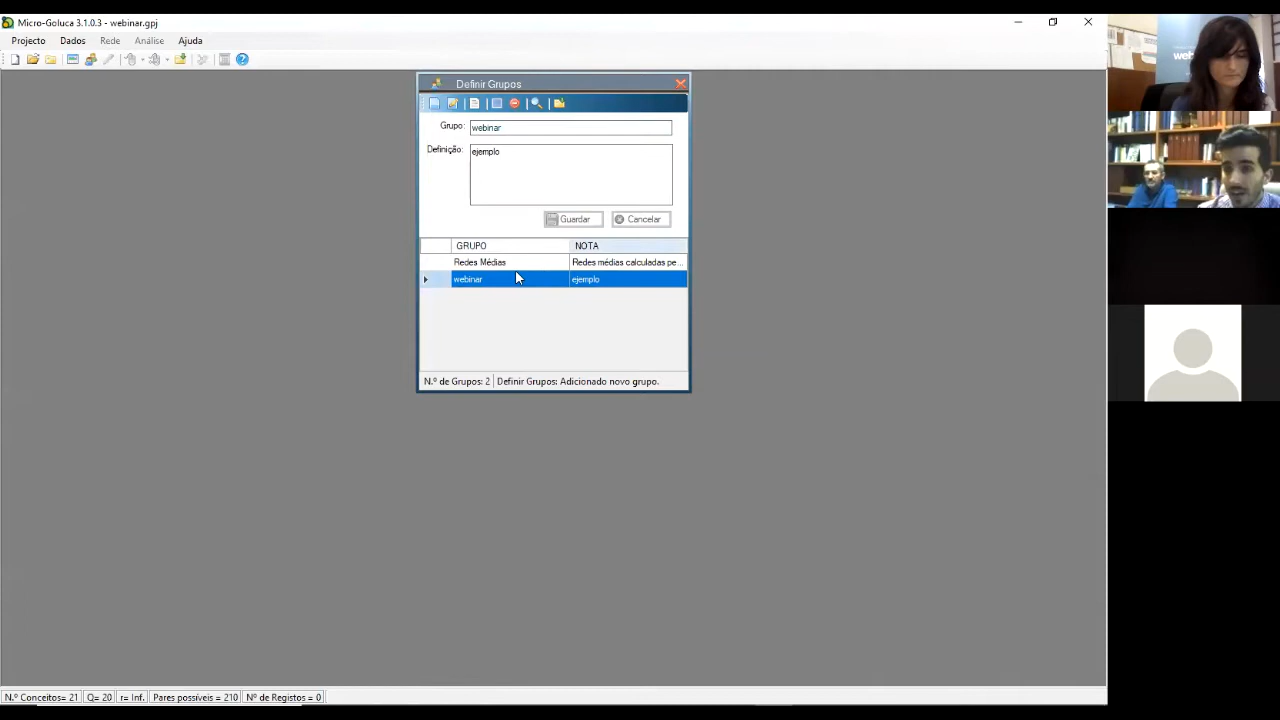 Micro-Goluca 3.1.0.3 - webinar.gpj
Projecto Dados Rede Análise Ajuda
Definir Grupos
Grupo: webinar
Definição: ejemplo
Guardar Cancelar
GRUPO NOTA
Redes Médias Redes médias calculadas pe...
webinar ejemplo
N.º de Grupos: 2 Definir Grupos: Adicionado novo grupo.
N.º Conceitos= 21 Q= 20 r= Inf. Pares possíveis = 210 Nº de Registos = 0